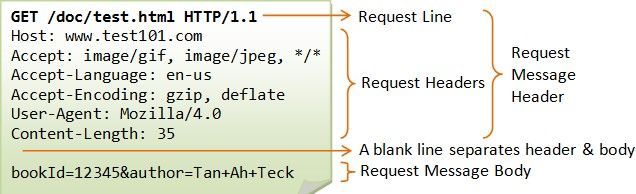 GET /doc/test.html HTTP/1.1
Host: www.test101.com
Accept: image/gif, image/jpeg, */*
Accept-Language: en-us
Accept-Encoding: gzip, deflate
User-Agent: Mozilla/4.0
Content-Length: 35
bookId=12345&author=Tan+Ah+Teck
Request Line
Request Headers
Request
Message
Header
A blank line separates header & body
Request Message Body